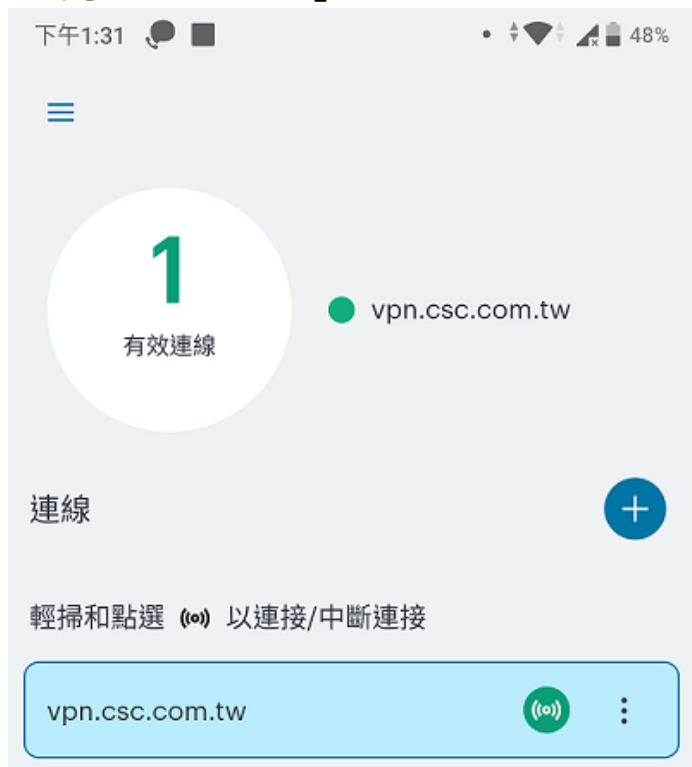 下午1:31
48%
1
有效連線
vpn.csc.com.tw
連線
輕掃和點選 以連接/中斷連接
vpn.csc.com.tw